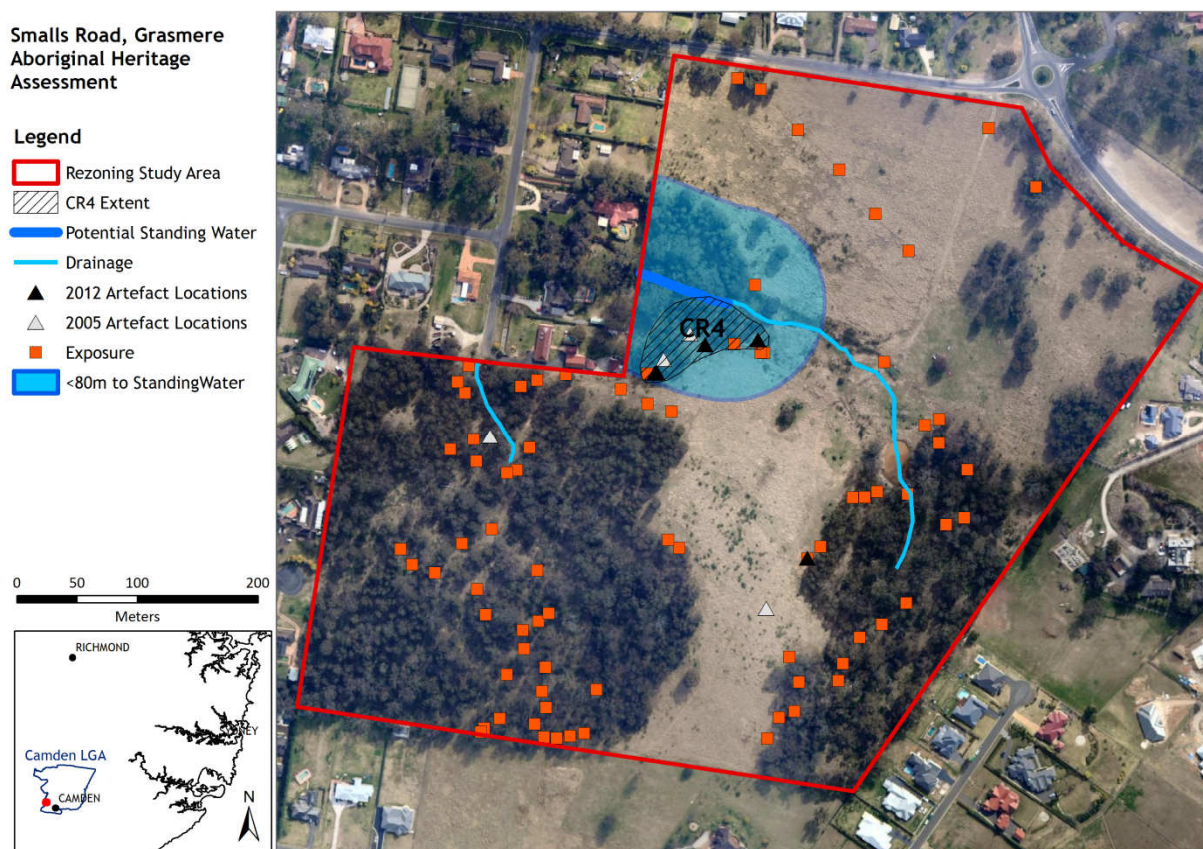 Smalls Road, Grasmere
Aboriginal Heritage
Assessment
Legend
Rezoning Study Area
CR4 Extent
Potential Standing Water
Drainage
2012 Artefact Locations
2005 Artefact Locations
Exposure
<80m to StandingWater
0 50 100 200
Meters
RICHMOND
Camden LGA
CAMDEN
N
CR4